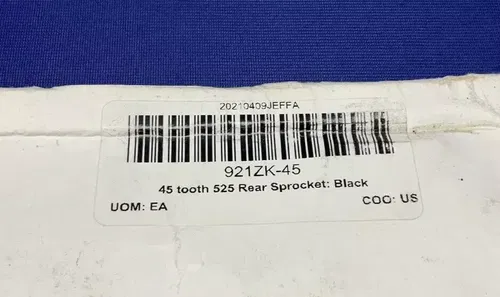 20210409JEFFA
921ZK-45
45 tooth 525 Rear Sprocket: Black
UOM: EA COO: US